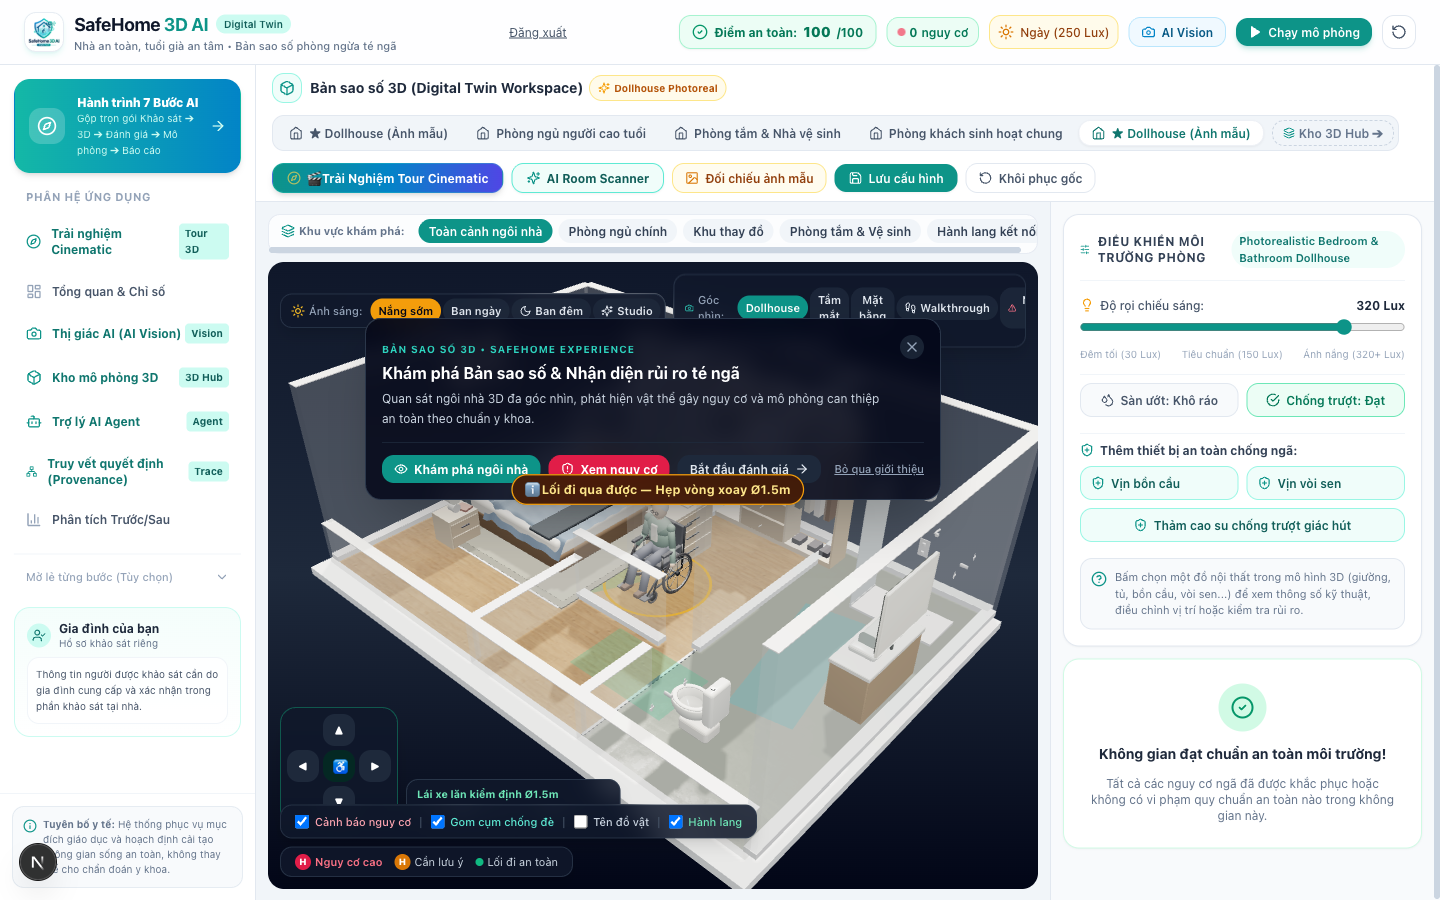 SafeHome 3D AI
Digital Twin
Nhà an toàn, tuổi già an tâm • Bản sao số phòng ngừa té ngã
Đăng xuất
Điểm an toàn: 100 /100
0 nguy cơ
Ngày (250 Lux)
AI Vision
Chạy mô phỏng
Hành trình 7 Bước AI
Gộp trọn gói Khảo sát →
3D → Đánh giá → Mô
phỏng → Báo cáo
PHÂN HỆ ỨNG DỤNG
Trải nghiệm
Cinematic
Tour
3D
Tổng quan & Chỉ số
Thị giác AI (AI Vision)
Vision
Kho mô phỏng 3D
3D Hub
Trợ lý AI Agent
Agent
Truy vết quyết định
(Provenance)
Trace
Phân tích Trước/Sau
Mở lẻ từng bước (Tùy chọn)
Gia đình của bạn
Hồ sơ khảo sát riêng
Thông tin người được khảo sát cần do
gia đình cung cấp và xác nhận trong
phần khảo sát tại nhà.
Tuyên bố y tế: Hệ thống phục vụ mục
đích giáo dục và hoạch định cải tạo
không gian sống an toàn, không thay
cho chẩn đoán y khoa.
N
Bản sao số 3D (Digital Twin Workspace)
Dollhouse Photoreal
★ Dollhouse (Ảnh mẫu)
Phòng ngủ người cao tuổi
Phòng tắm & Nhà vệ sinh
Phòng khách sinh hoạt chung
★ Dollhouse (Ảnh mẫu)
Kho 3D Hub →
🎬Trải Nghiệm Tour Cinematic
AI Room Scanner
Đối chiếu ảnh mẫu
Lưu cấu hình
Khôi phục gốc
Khu vực khám phá:
Toàn cảnh ngôi nhà
Phòng ngủ chính
Khu thay đồ
Phòng tắm & Vệ sinh
Hành lang kết nố
Ánh sáng:
Nắng sớm
Ban ngày
Ban đêm
Studio
Góc
nhìn:
Dollhouse
Tầm
mắt
Mặt
bằng
Walkthrough
BẢN SAO SỐ 3D • SAFEHOME EXPERIENCE
Khám phá Bản sao số & Nhận diện rủi ro té ngã
Quan sát ngôi nhà 3D đa góc nhìn, phát hiện vật thể gây nguy cơ và mô phỏng can thiệp
an toàn theo chuẩn y khoa.
Khám phá ngôi nhà
Xem nguy cơ
Bắt đầu đánh giá →
Bỏ qua giới thiệu
ℹ️Lối đi qua được — Hẹp vòng xoay Ø1.5m
▲
◀ ♿ ▶
▼
Lái xe lăn kiểm định Ø1.5m
Cảnh báo nguy cơ | Gom cụm chống đè | Tên đồ vật | Hành lang
H Nguy cơ cao
H Cần lưu ý
Lối đi an toàn
ĐIỀU KHIỂN MÔI
TRƯỜNG PHÒNG
Photorealistic Bedroom &
Bathroom Dollhouse
Độ rọi chiếu sáng:
320 Lux
Đêm tối (30 Lux)
Tiêu chuẩn (150 Lux)
Ánh nắng (320+ Lux)
Sàn ướt: Khô ráo
Chống trượt: Đạt
Thêm thiết bị an toàn chống ngã:
Vịn bồn cầu
Vịn vòi sen
Thảm cao su chống trượt giác hút
Bấm chọn một đồ nội thất trong mô hình 3D (giường,
tủ, bồn cầu, vòi sen...) để xem thông số kỹ thuật,
điều chỉnh vị trí hoặc kiểm tra rủi ro.
Không gian đạt chuẩn an toàn môi trường!
Tất cả các nguy cơ ngã đã được khắc phục hoặc
không có vi phạm quy chuẩn an toàn nào trong không
gian này.